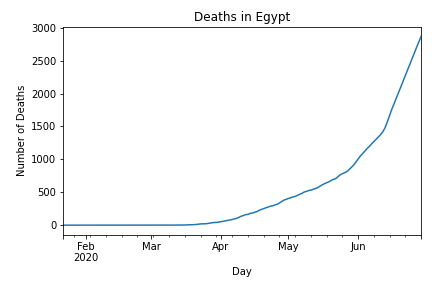 Deaths in Egypt
Number of Deaths
3000
2500
2000
1500
1000
500
0
Feb
2020
Mar
Apr
May
Jun
Day